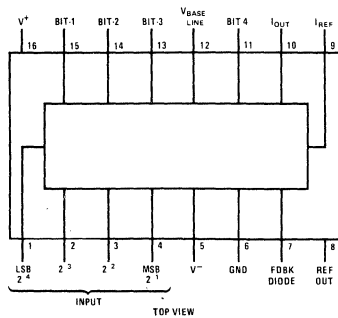 V+ BIT-1 BIT-2 BIT-3 VBASE LINE BIT 4 IOUT IREF
16 15 14 13 12 11 10 9
1 2 3 4 5 6 7 8
LSB 2^4 2^3 2^2 MSB 2^1 V− GND FDBK DIODE REF OUT
INPUT
TOP VIEW